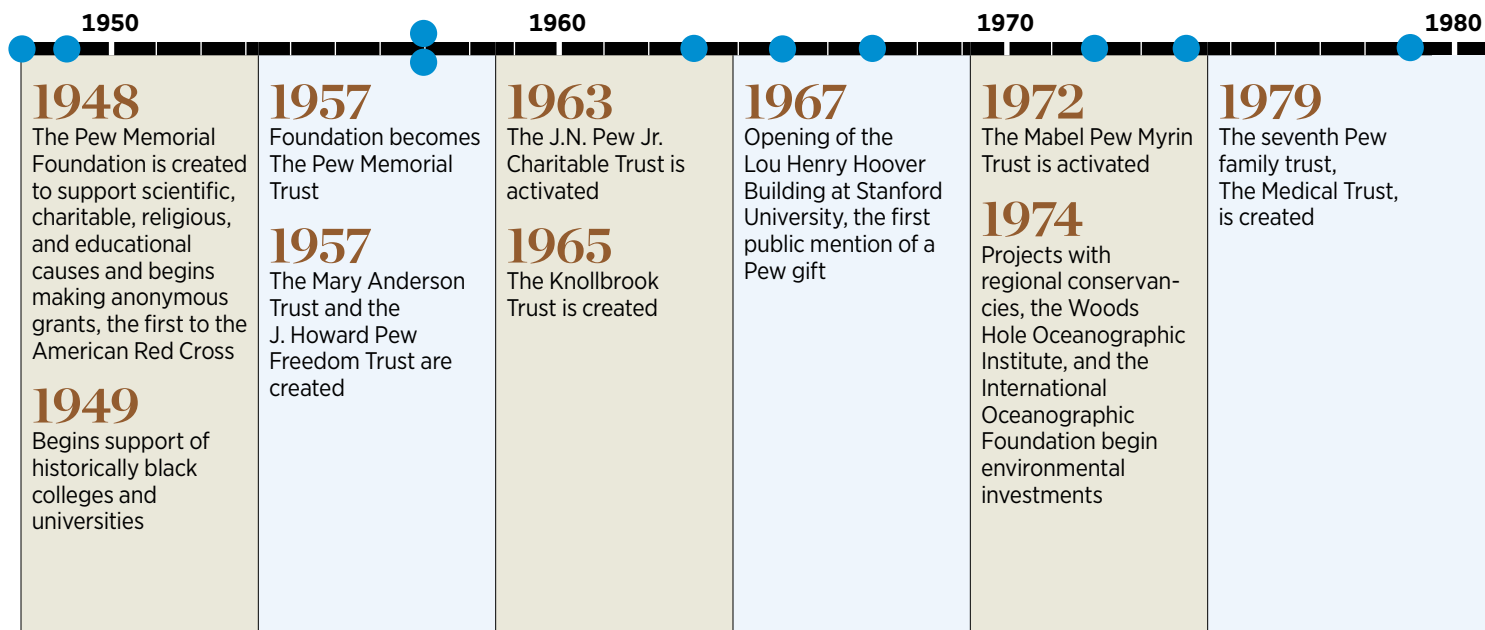 1950
1960
1970
1980
1948
The Pew Memorial
Foundation is created
to support scientific,
charitable, religious,
and educational
causes and begins
making anonymous
grants, the first to the
American Red Cross
1949
Begins support of
historically black
colleges and
universities
1957
Foundation becomes
The Pew Memorial
Trust
1957
The Mary Anderson
Trust and the
J. Howard Pew
Freedom Trust are
created
1963
The J.N. Pew Jr.
Charitable Trust is
activated
1965
The Knollbrook
Trust is created
1967
Opening of the
Lou Henry Hoover
Building at Stanford
University, the first
public mention of a
Pew gift
1972
The Mabel Pew Myrin
Trust is activated
1974
Projects with
regional conservan-
cies, the Woods
Hole Oceanographic
Institute, and the
International
Oceanographic
Foundation begin
environmental
investments
1979
The seventh Pew
family trust,
The Medical Trust,
is created